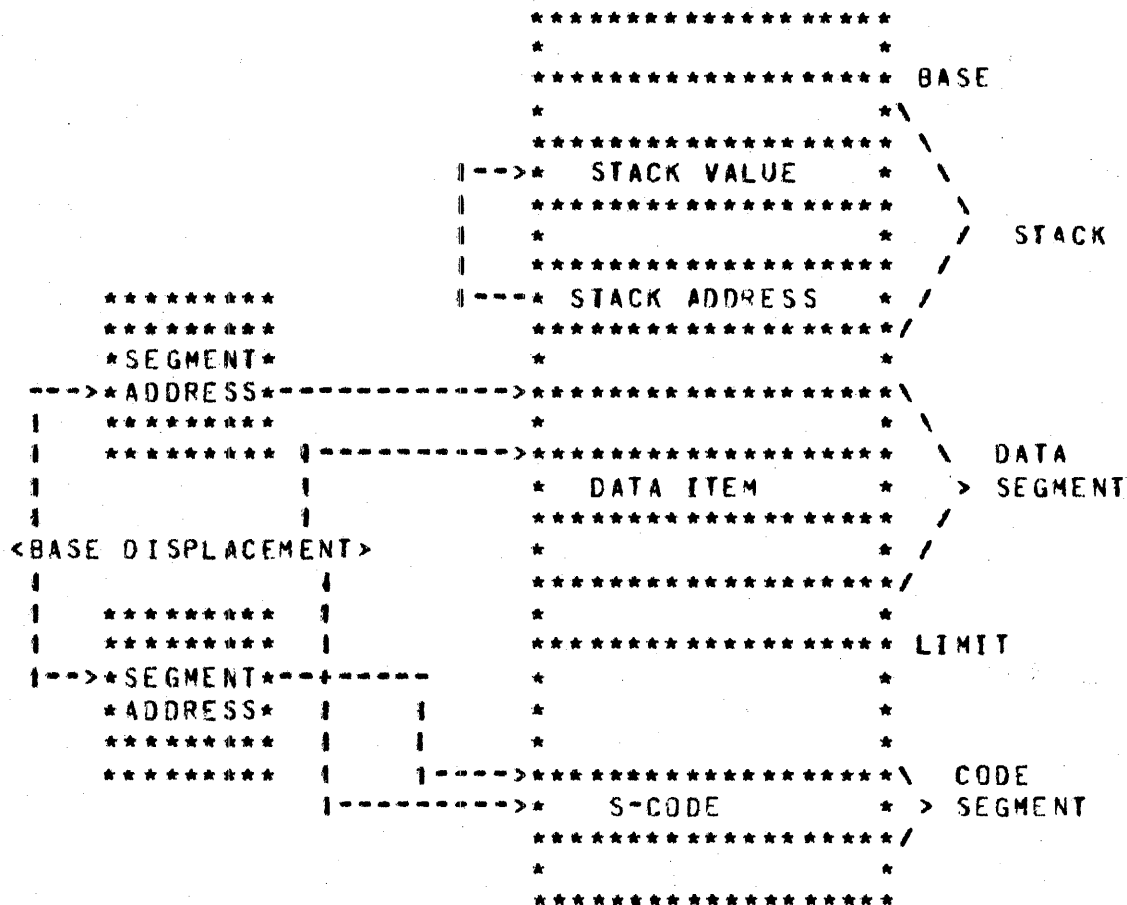 BASE
STACK VALUE
STACK
STACK ADDRESS
SEGMENT
ADDRESS
DATA
DATA ITEM
SEGMENT
<BASE DISPLACEMENT>
LIMIT
SEGMENT
ADDRESS
CODE
S-CODE
SEGMENT